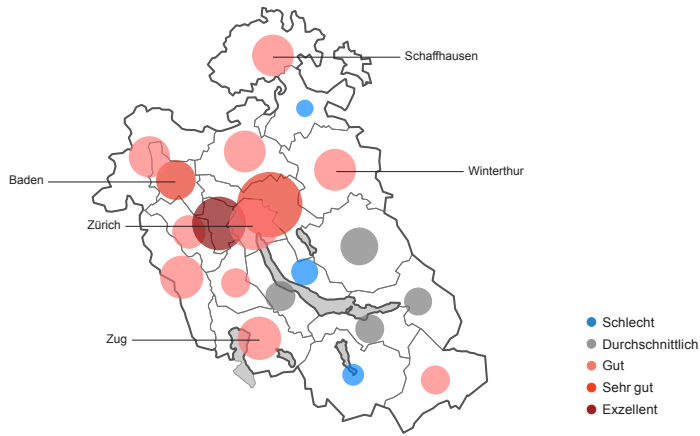 Schaffhausen
Winterthur
Baden
Zürich
Zug
Schlecht
Durchschnittlich
Gut
Sehr gut
Exzellent